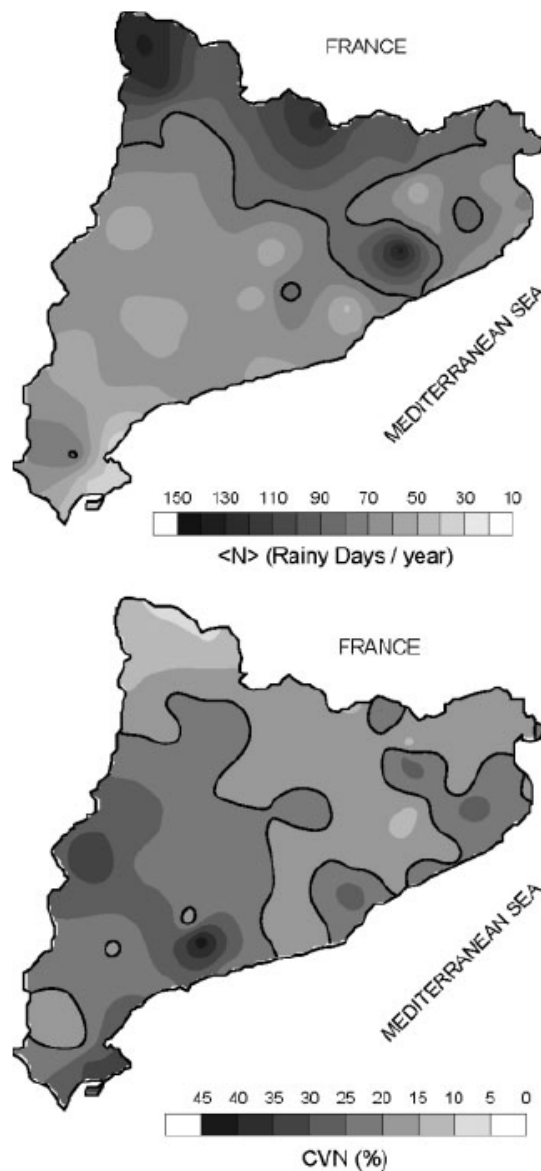 FRANCE
MEDITERRANEAN SEA
150 130 110 90 70 50 30 10
<N> (Rainy Days / year)
FRANCE
MEDITERRANEAN SEA
45 40 35 30 25 20 15 10 5 0
CVN (%)